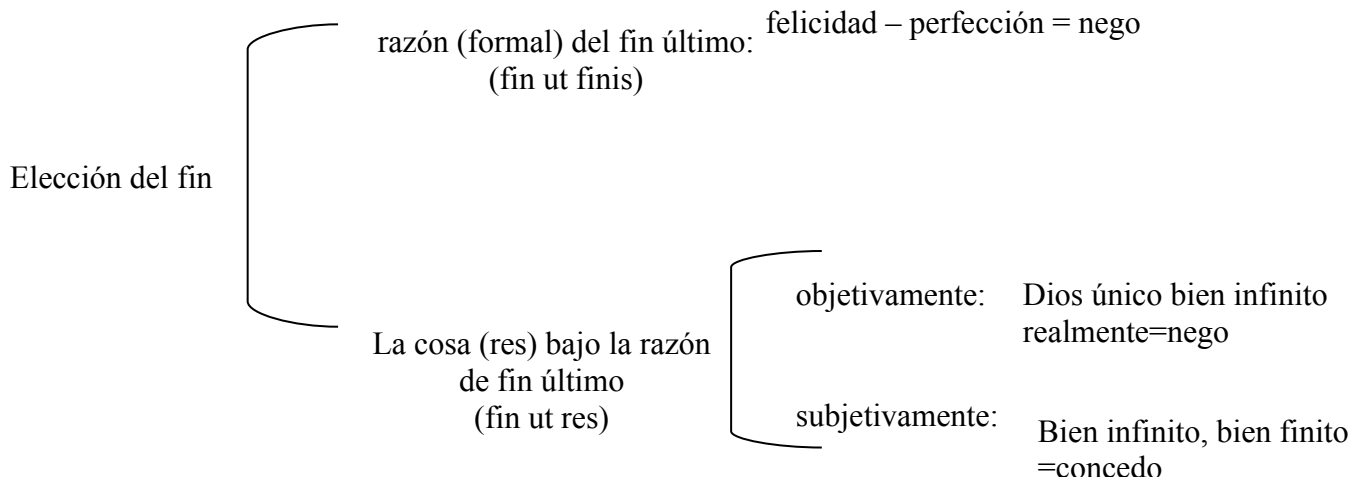 felicidad – perfección = nego
razón (formal) del fin último:
(fin ut finis)
Elección del fin
objetivamente:
Dios único bien infinito
realmente=nego
La cosa (res) bajo la razón
de fin último
(fin ut res)
subjetivamente:
Bien infinito, bien finito
=concedo